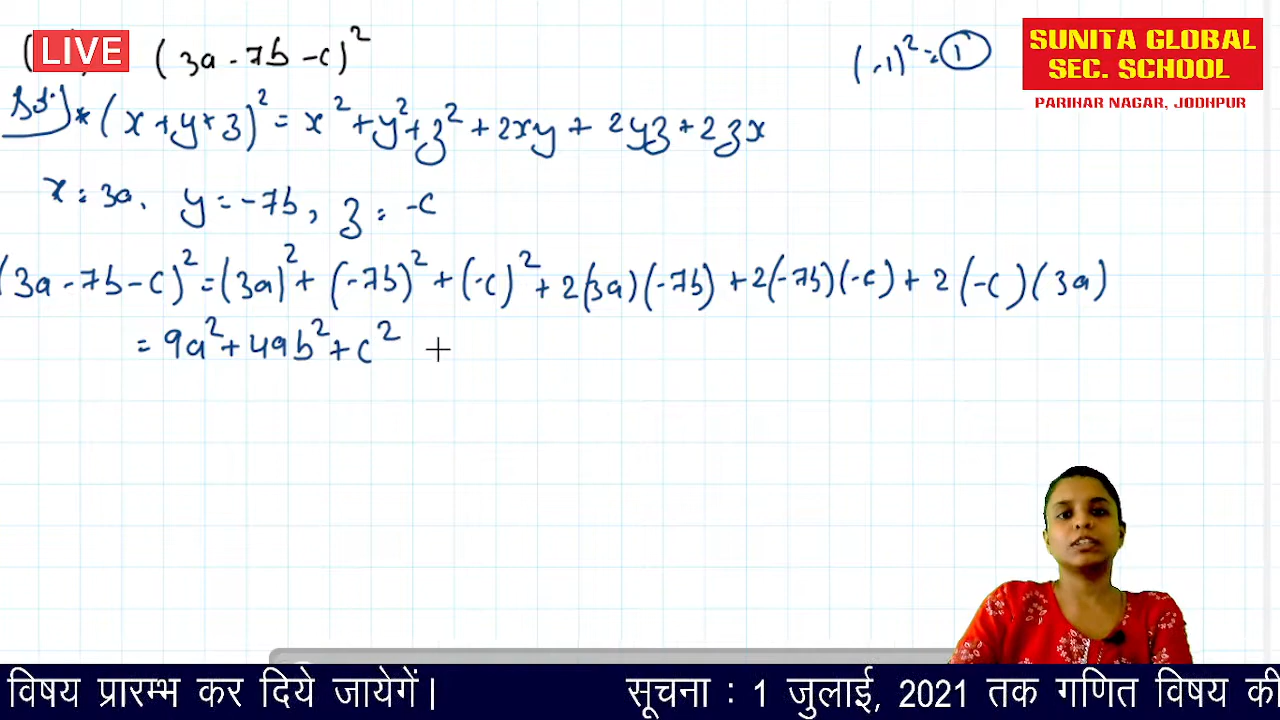 LIVE
(3a - 7b - c)²
(-1)² = 1
SUNITA GLOBAL
SEC. SCHOOL
PARIHAR NAGAR, JODHPUR
* (x + y + z)² = x² + y² + z² + 2xy + 2yz + 2zx
x = 3a, y = -7b, z = -c
(3a - 7b - c)² = (3a)² + (-7b)² + (-c)² + 2(3a)(-7b) + 2(-7b)(-c) + 2(-c)(3a)
= 9a² + 49b² + c² +
विषय प्रारम्भ कर दिये जायेगें। सूचना : 1 जुलाई, 2021 तक गणित विषय की